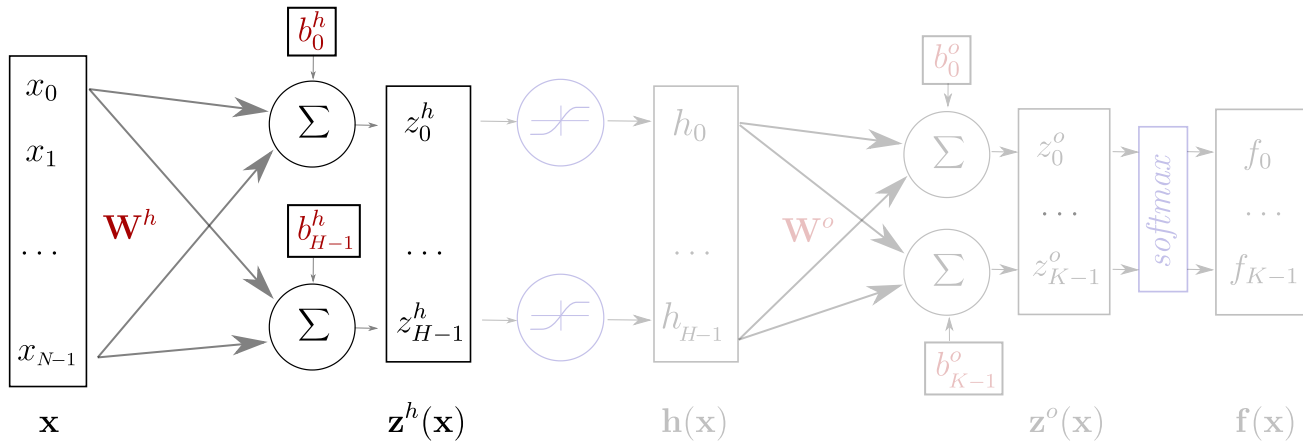 b_0^h
b_0^o
x_0
Σ
z_0^h
h_0
Σ
z_0^o
f_0
x_1
softmax
W^h
b_{H-1}^h
W^o
...
...
...
...
...
Σ
z_{K-1}^o
f_{K-1}
Σ
z_{H-1}^h
h_{H-1}
x_{N-1}
b_{K-1}^o
x
z^h(x)
h(x)
z^o(x)
f(x)